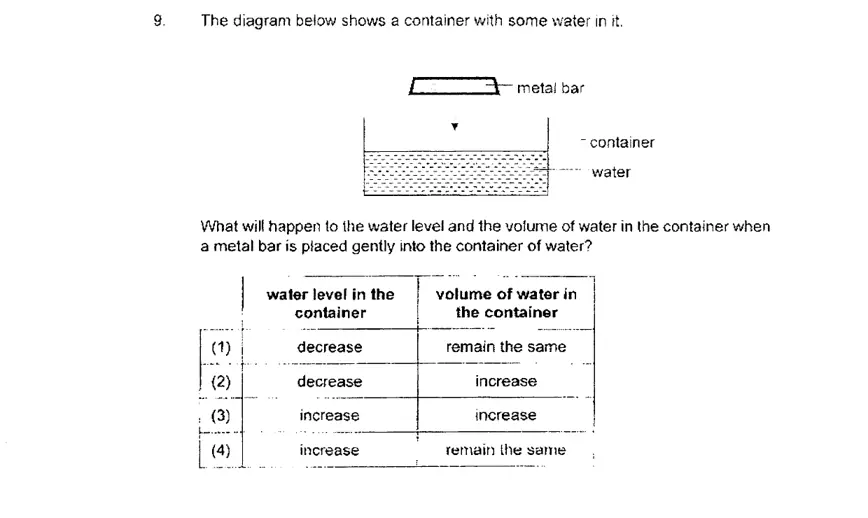 9. The diagram below shows a container with some water in it.
metal bar
container
water
What will happen to the water level and the volume of water in the container when
a metal bar is placed gently into the container of water?
water level in the container volume of water in the container
(1) decrease remain the same
(2) decrease increase
(3) increase increase
(4) increase remain the same